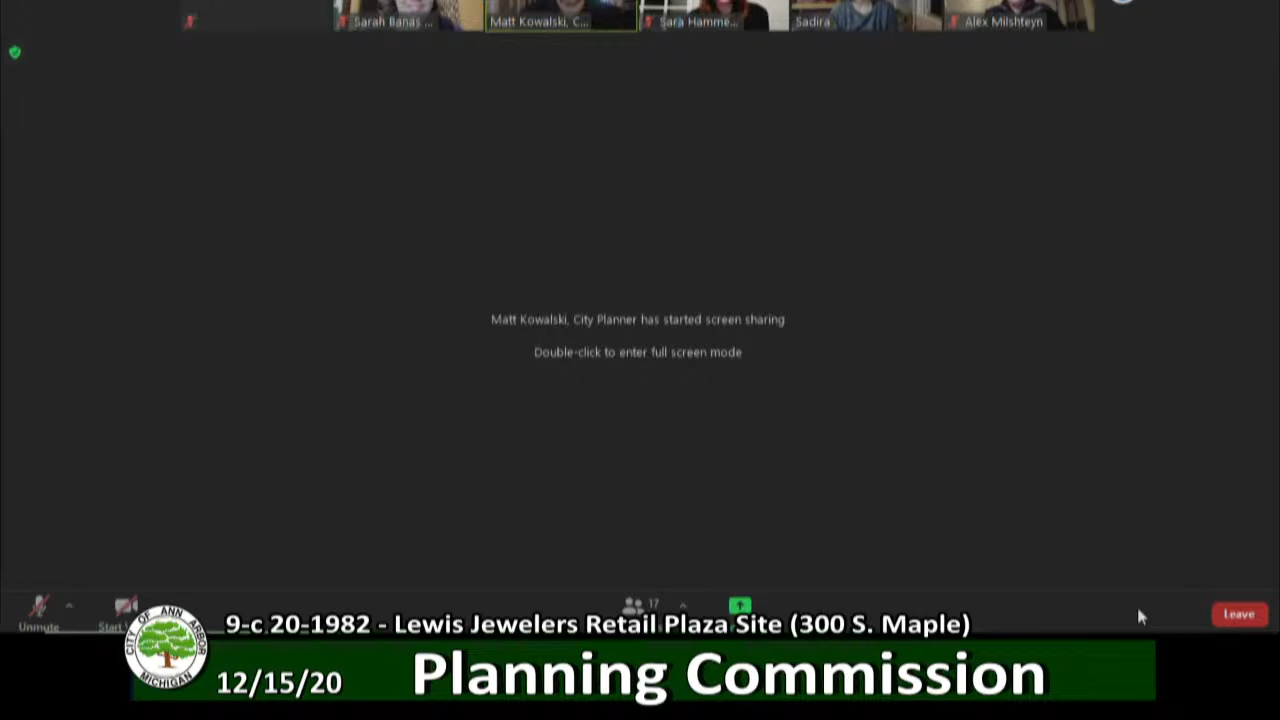 Sarah Banas ...
Matt Kowalski, C...
Sara Hamme...
Sadira
Alex Milshteyn
Matt Kowalski, City Planner has started screen sharing
Double-click to enter full screen mode
17
Unmute
Start
Leave
9-c 20-1982 - Lewis Jewelers Retail Plaza Site (300 S. Maple)
CITY OF ANN ARBOR
MICHIGAN
12/15/20
Planning Commission